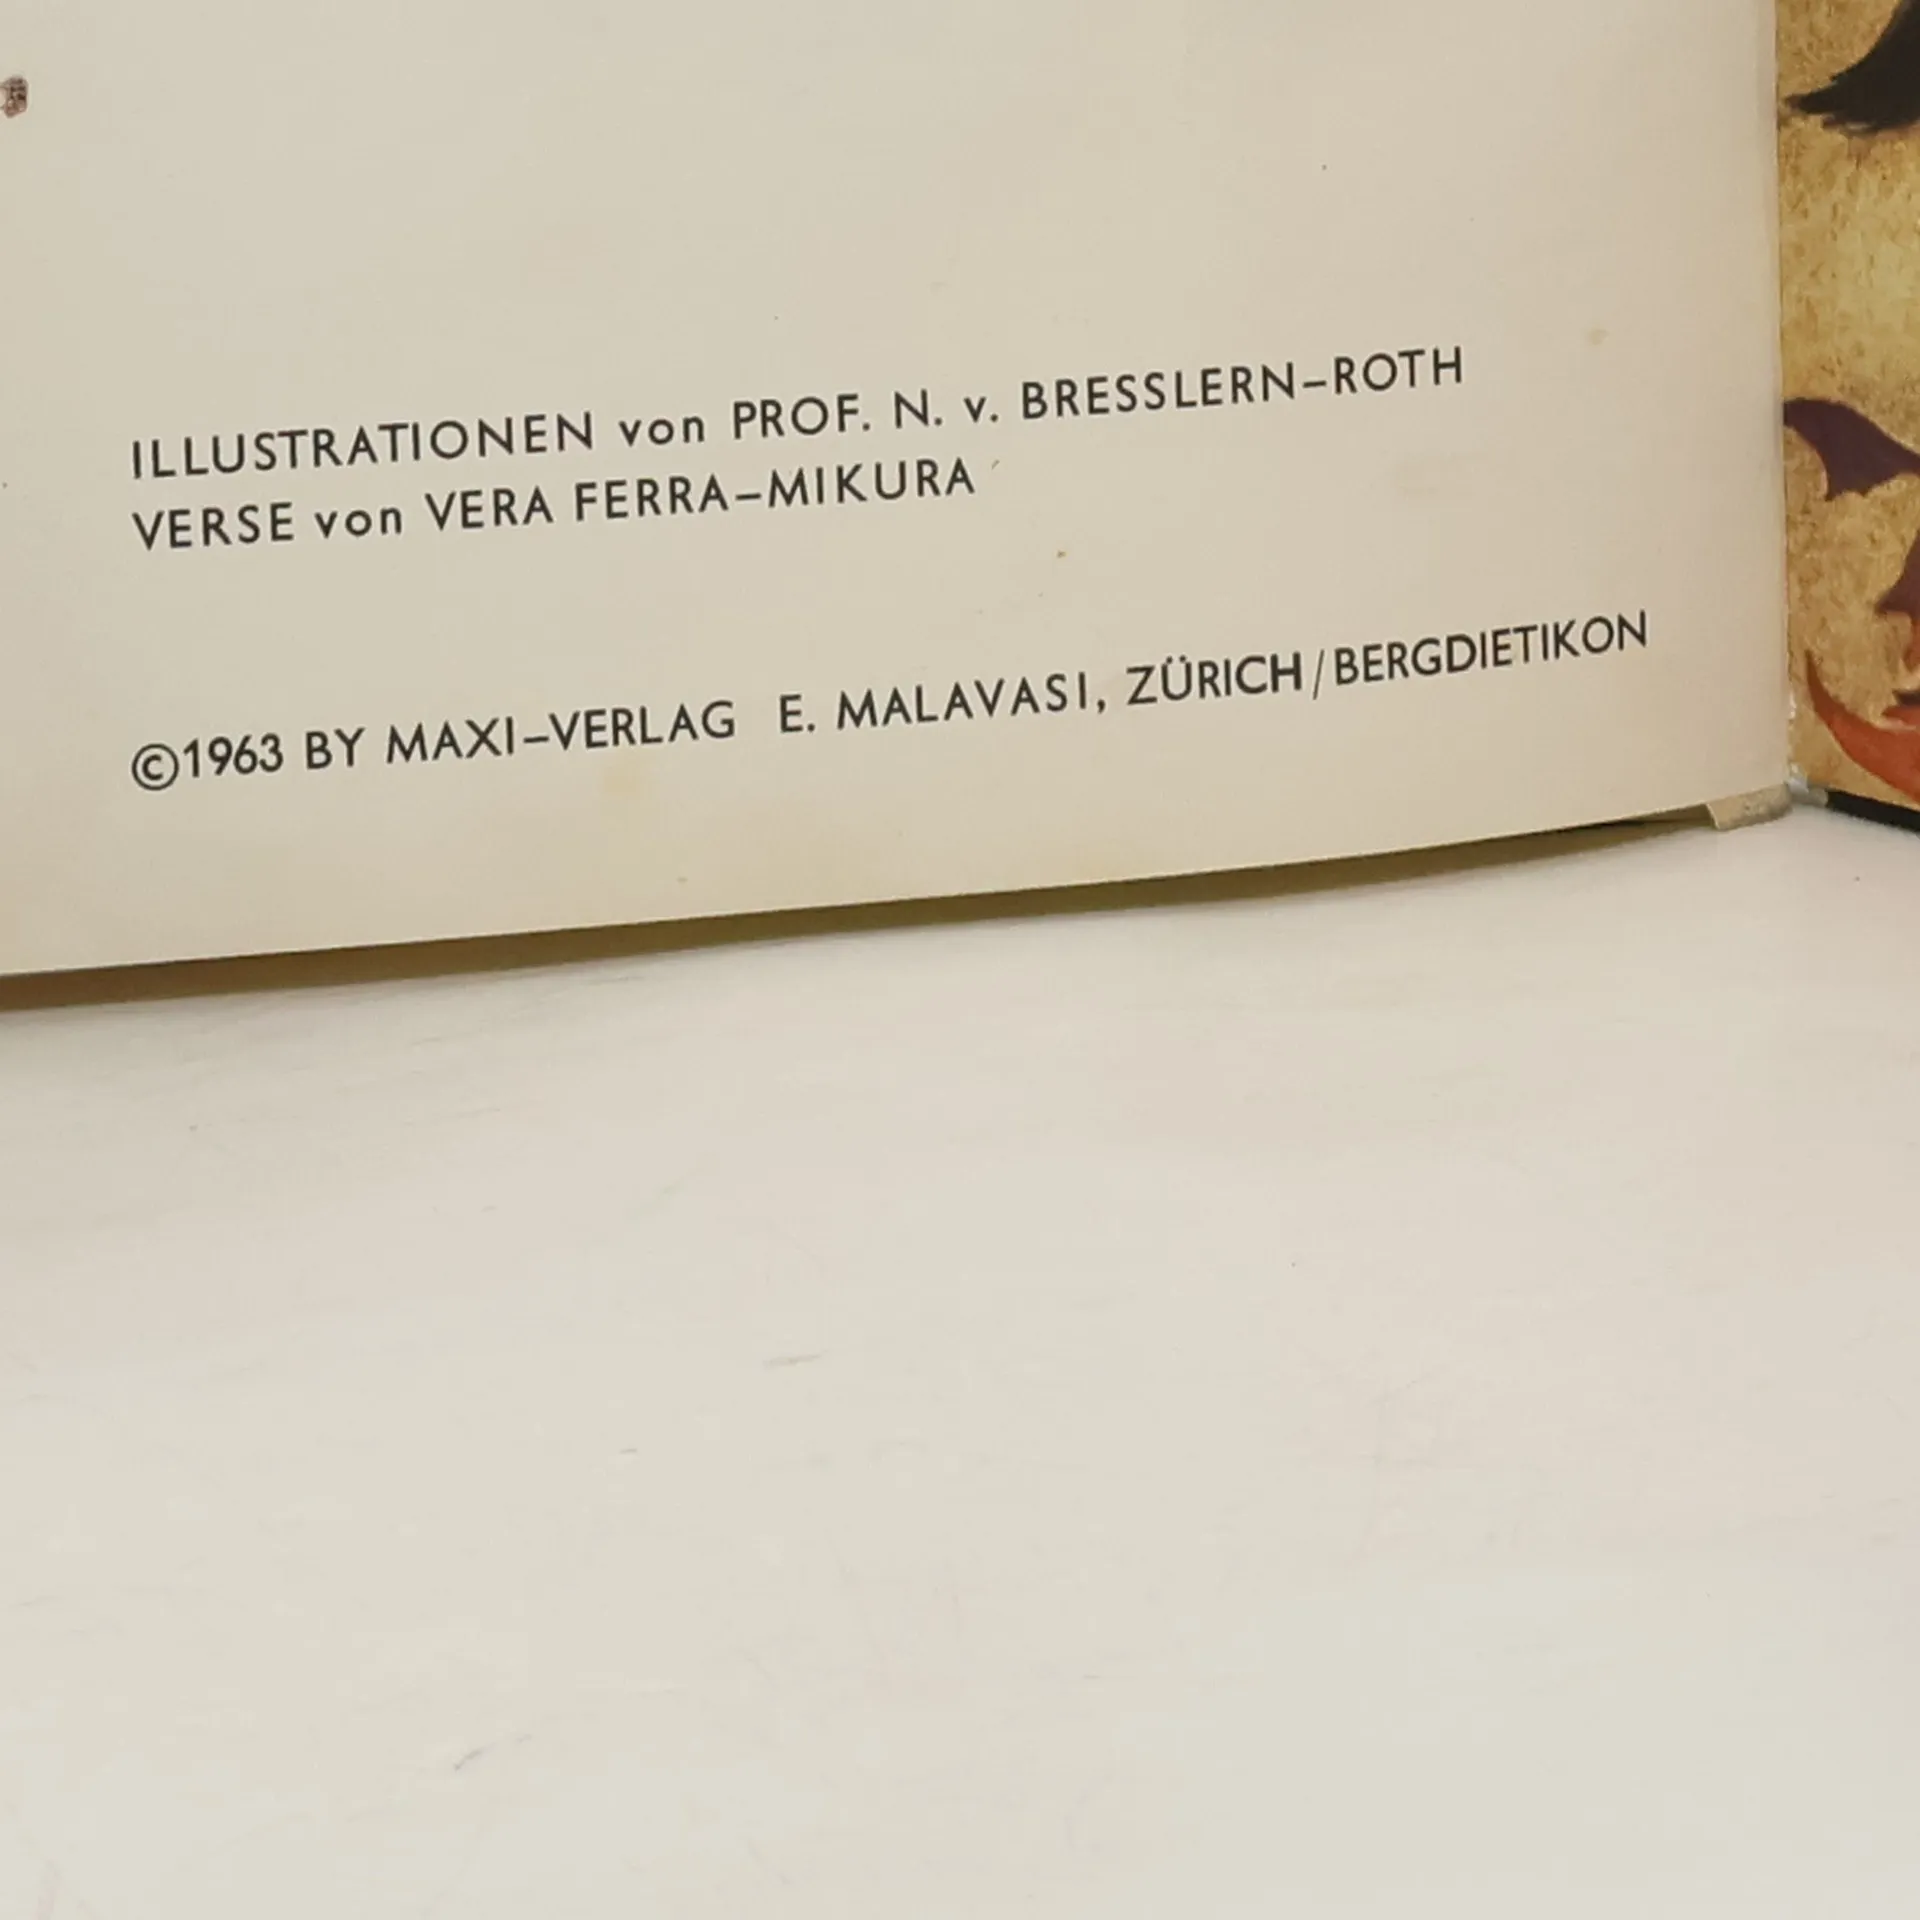 ILLUSTRATIONEN von PROF. N. v. BRESSLERN–ROTH
VERSE von VERA FERRA–MIKURA
©1963 BY MAXI–VERLAG E. MALAVASI, ZÜRICH/BERGDIETIKON